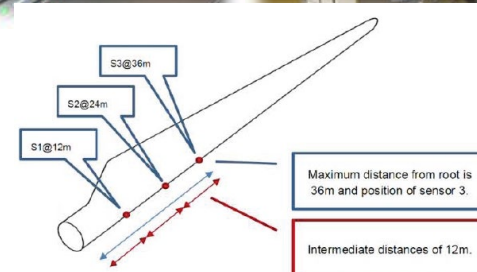 S3@36m
S2@24m
S1@12m
Maximum distance from root is
36m and position of sensor 3.
Intermediate distances of 12m.